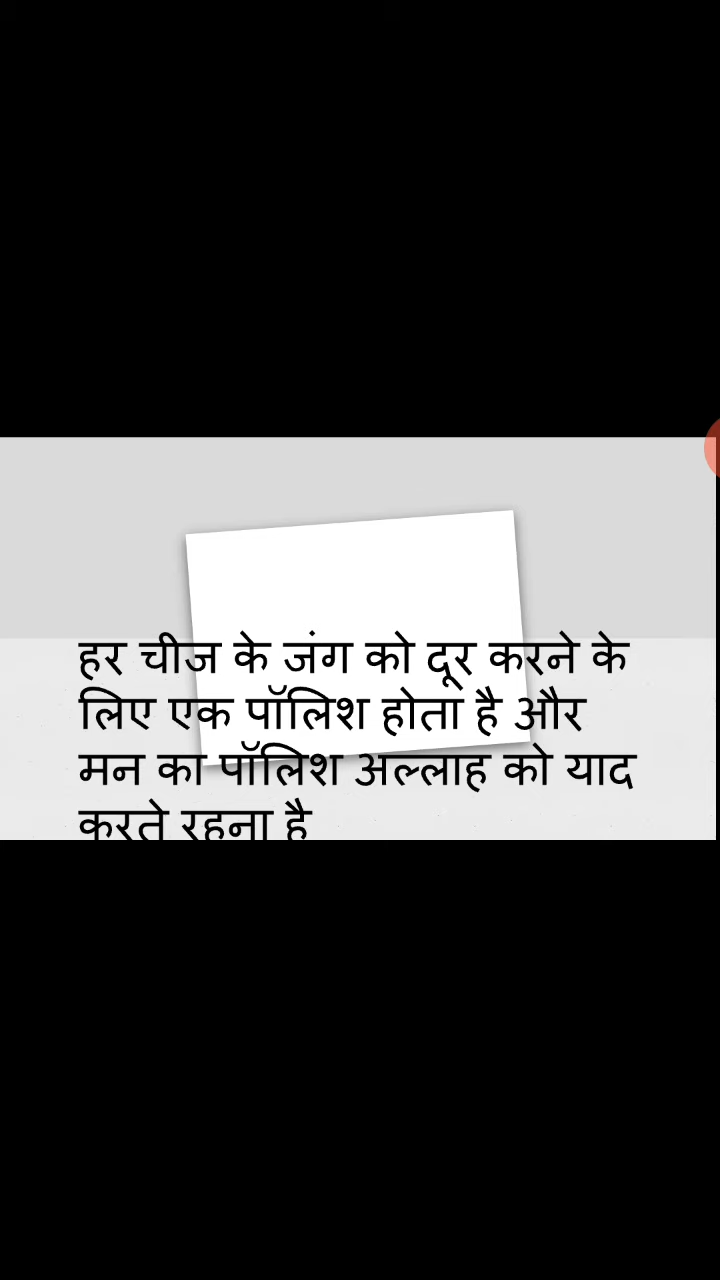 हर चीज के जंग को दूर करने के
लिए एक पॉलिश होता है और
मन का पॉलिश अल्लाह को याद
करते रहना है